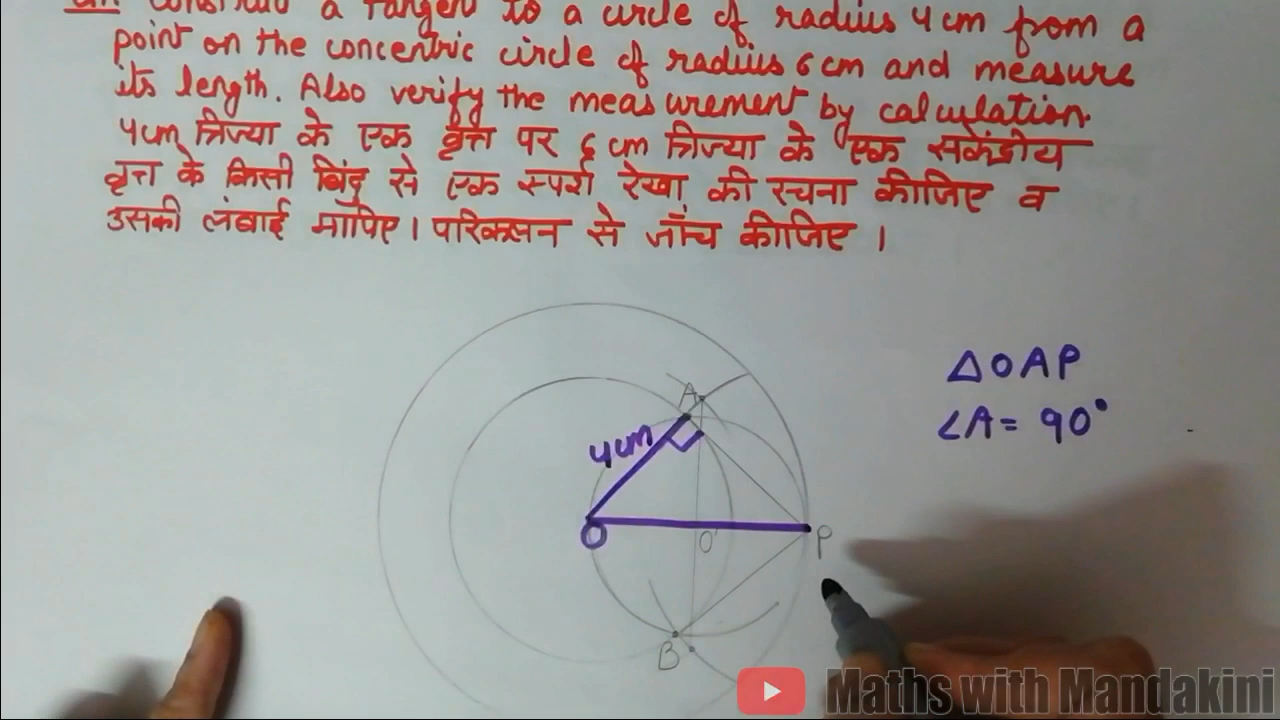 construct a Tangent to a circle of radius 4 cm from a
point on the concentric circle of radius 6 cm and measure
its length. Also verify the measurement by calculation.
4cm त्रिज्या के एक वृत्त पर 6 cm त्रिज्या के एक सकेंद्रीय
वृत्त के किसी बिंदु से एक स्पर्श रेखा की रचना कीजिए व
उसकी लंबाई मापिए। परिकलन से जाँच कीजिए ।
△OAP
∠A = 90°
A
4cm
O
O'
P
B
Maths with Mandakini